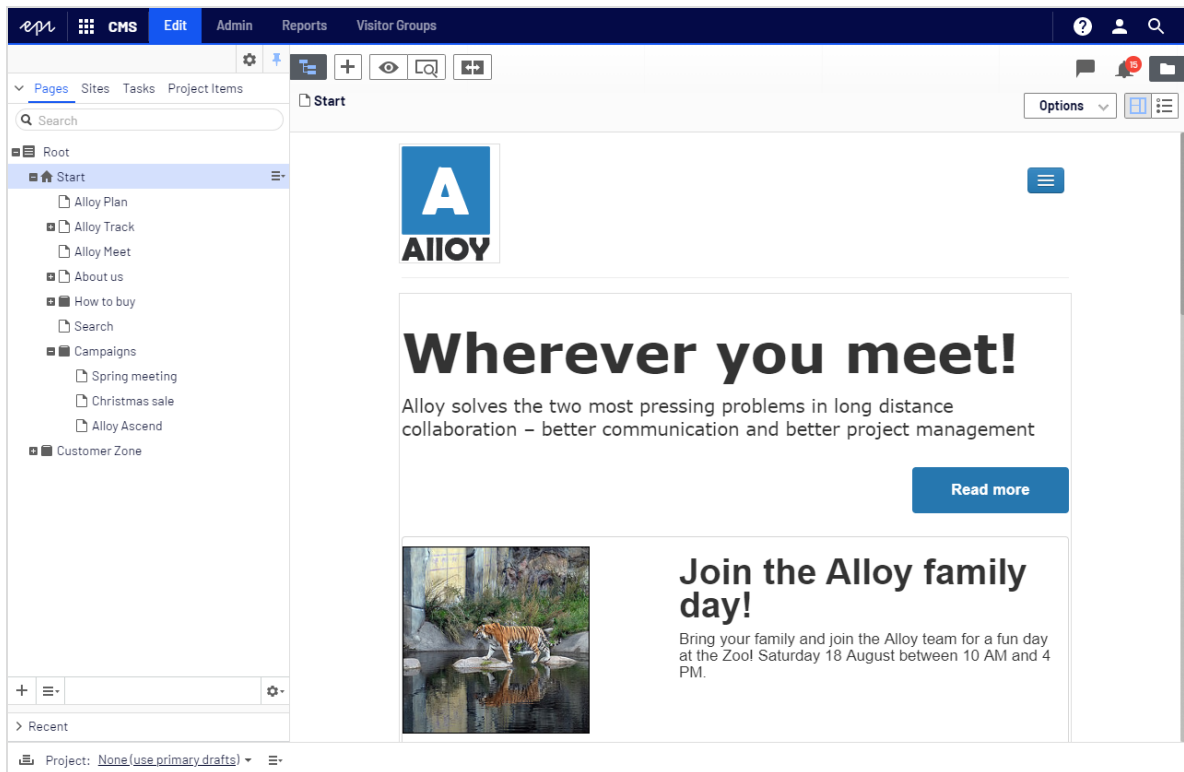 epi CMS Edit Admin Reports Visitor Groups
15
Pages Sites Tasks Project Items
Start
Options
Search
Root
Start
Alloy Plan
Alloy Track
Alloy Meet
About us
How to buy
Search
Campaigns
Spring meeting
Christmas sale
Alloy Ascend
Customer Zone
Recent
Project: None (use primary drafts)
A
Alloy
Wherever you meet!
Alloy solves the two most pressing problems in long distance
collaboration – better communication and better project management
Read more
Join the Alloy family
day!
Bring your family and join the Alloy team for a fun day
at the Zoo! Saturday 18 August between 10 AM and 4
PM.